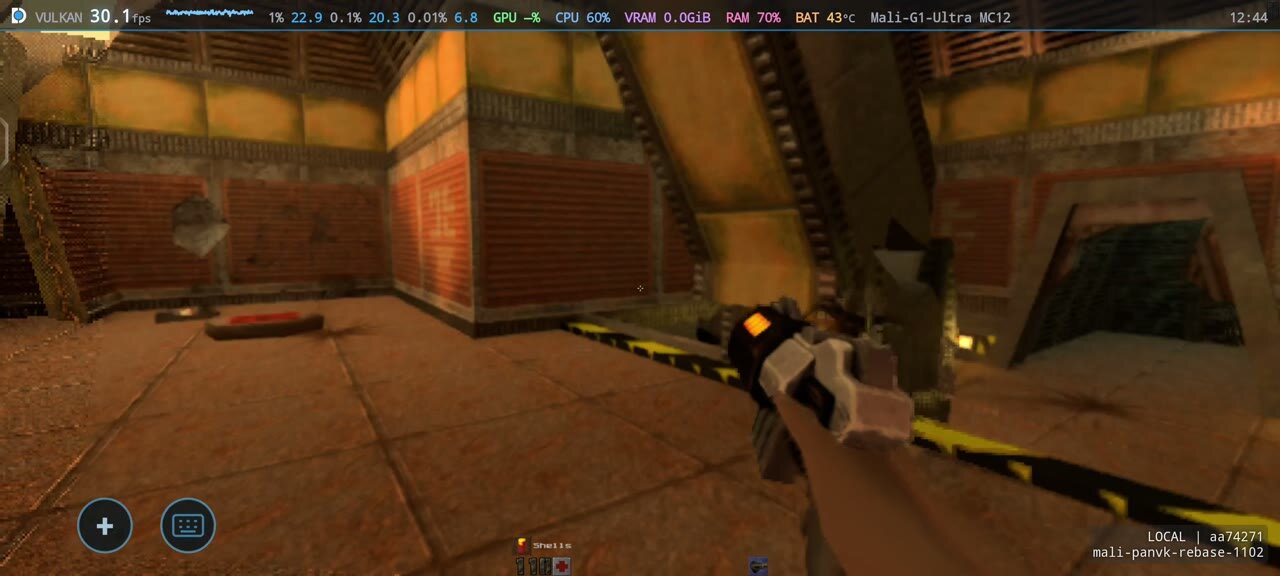 VULKAN 30.1fps 1% 22.9 0.1% 20.3 0.01% 6.8 GPU —% CPU 60% VRAM 0.0GiB RAM 70% BAT 43°C Mali-G1-Ultra MC12 12:44
Shells
LOCAL | aa74271
mali-panvk-rebase-1102